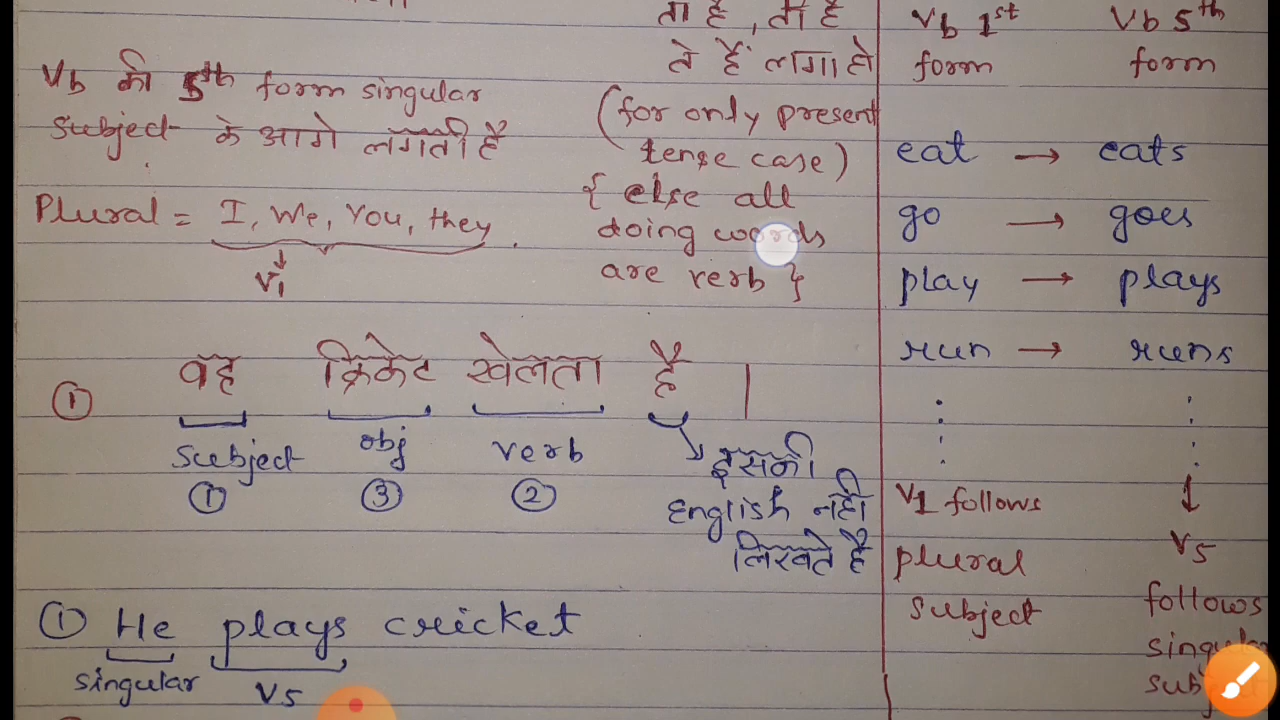 ता है, ती है
ते हैं लगा हो
(for only present
tense case)
{ else all
doing words
are verb }
Vb की 5th form singular
Subject के आगे लगती है
Plural = I, We, You, they.
V1
① वह क्रिकेट खेलता है |
Subject obj verb
① ③ ②
इसकी
English नहीं
लिखते है
① He plays cricket
singular V5
Vb 1st Vb 5th
form form
eat → eats
go → goes
play → plays
run → runs
V1 follows
plural
subject
V5
follows
singular